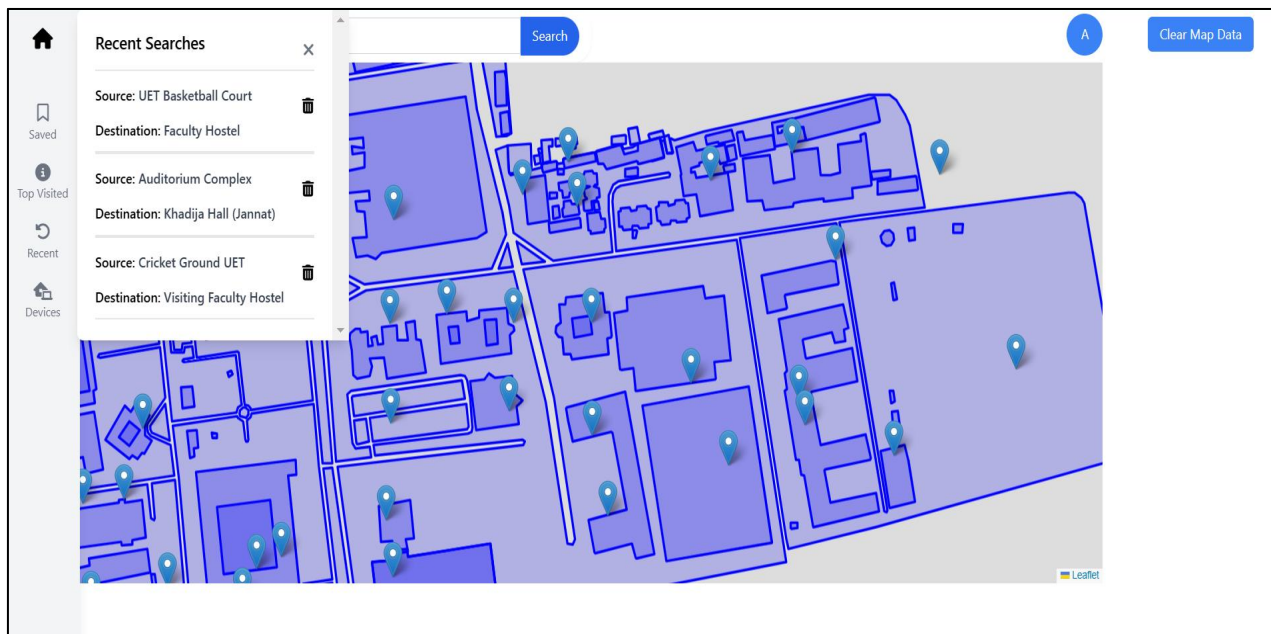 Recent Searches
Search
A
Clear Map Data
Source: UET Basketball Court
Destination: Faculty Hostel
Source: Auditorium Complex
Destination: Khadija Hall (Jannat)
Source: Cricket Ground UET
Destination: Visiting Faculty Hostel
Saved
Top Visited
Recent
Devices
Leaflet